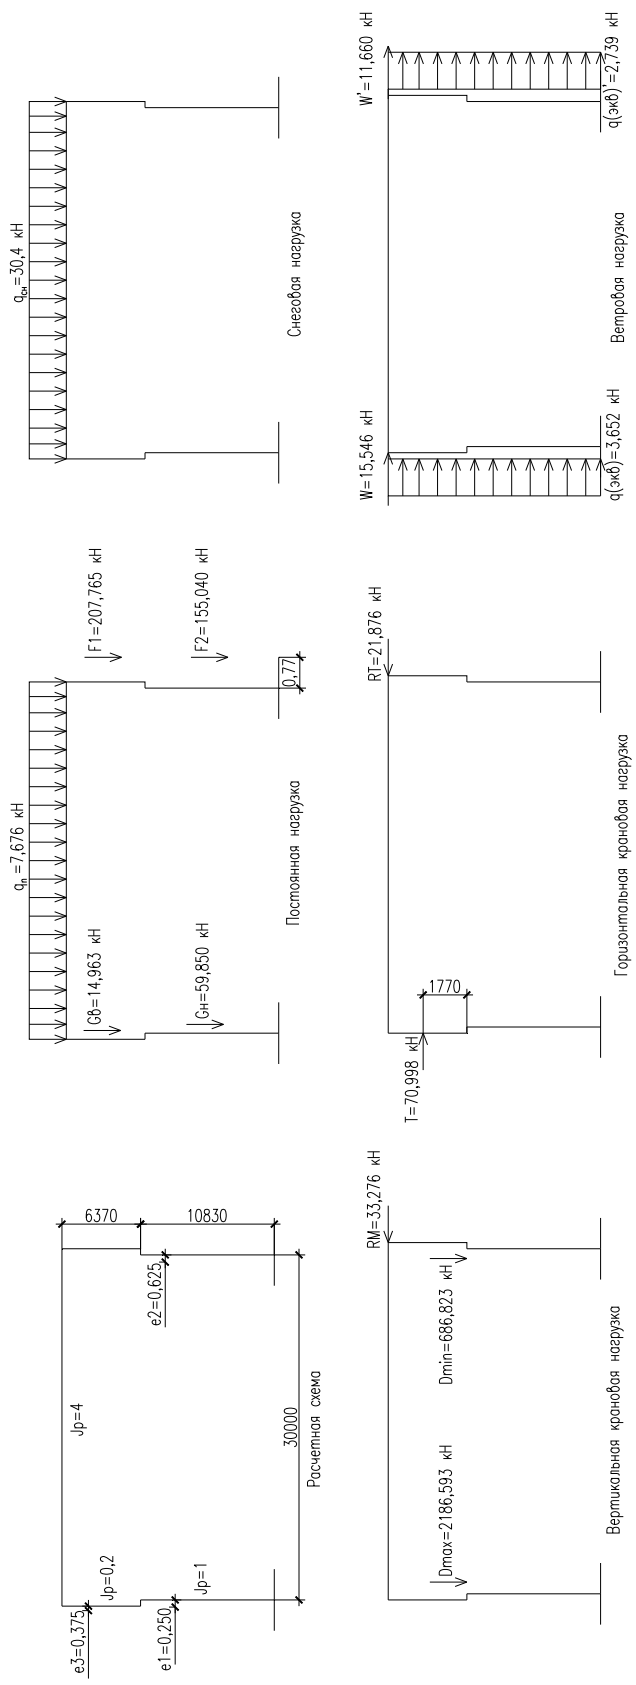 6370
10830
e2=0,625
Jp=4
Jp=0,2
Jp=1
e3=0,375
e1=0,250
30000
Расчетная схема
qп =7,676 кН
Gв=14,963 кН
Gн=59,850 кН
F1=207,765 кН
F2=155,040 кН
0,77
Постоянная нагрузка
qсн=30,4 кН
Снеговая нагрузка
RM=33,276 кН
Dmax=2186,593 кН
Dmin=686,823 кН
Вертикальная крановая нагрузка
RT=21,876 кН
1770
T=70,998 кН
Горизонтальная крановая нагрузка
W=15,546 кН
W'=11,660 кН
q(экв)=3,652 кН
q(экв)'=2,739 кН
Ветровая нагрузка